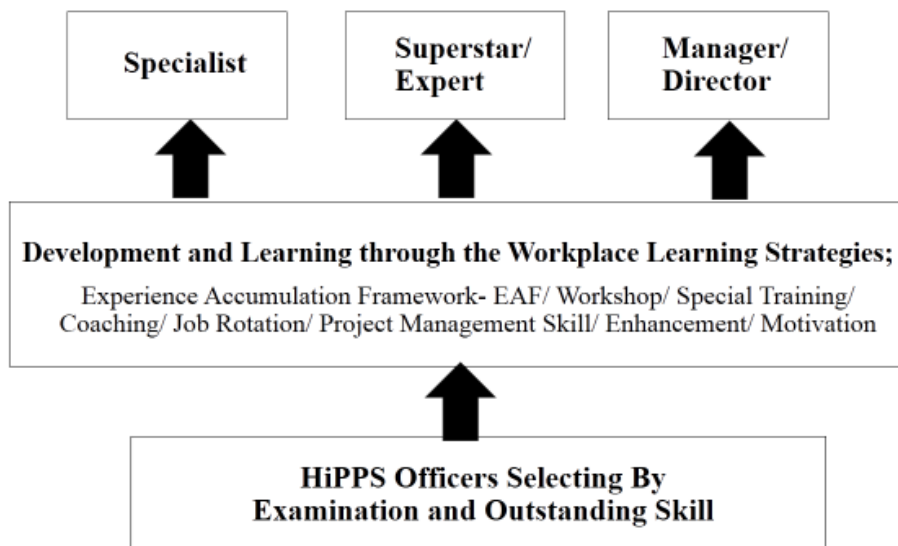 Specialist
Superstar/
Expert
Manager/
Director
Development and Learning through the Workplace Learning Strategies;
Experience Accumulation Framework- EAF/ Workshop/ Special Training/
Coaching/ Job Rotation/ Project Management Skill/ Enhancement/ Motivation
HiPPS Officers Selecting By
Examination and Outstanding Skill